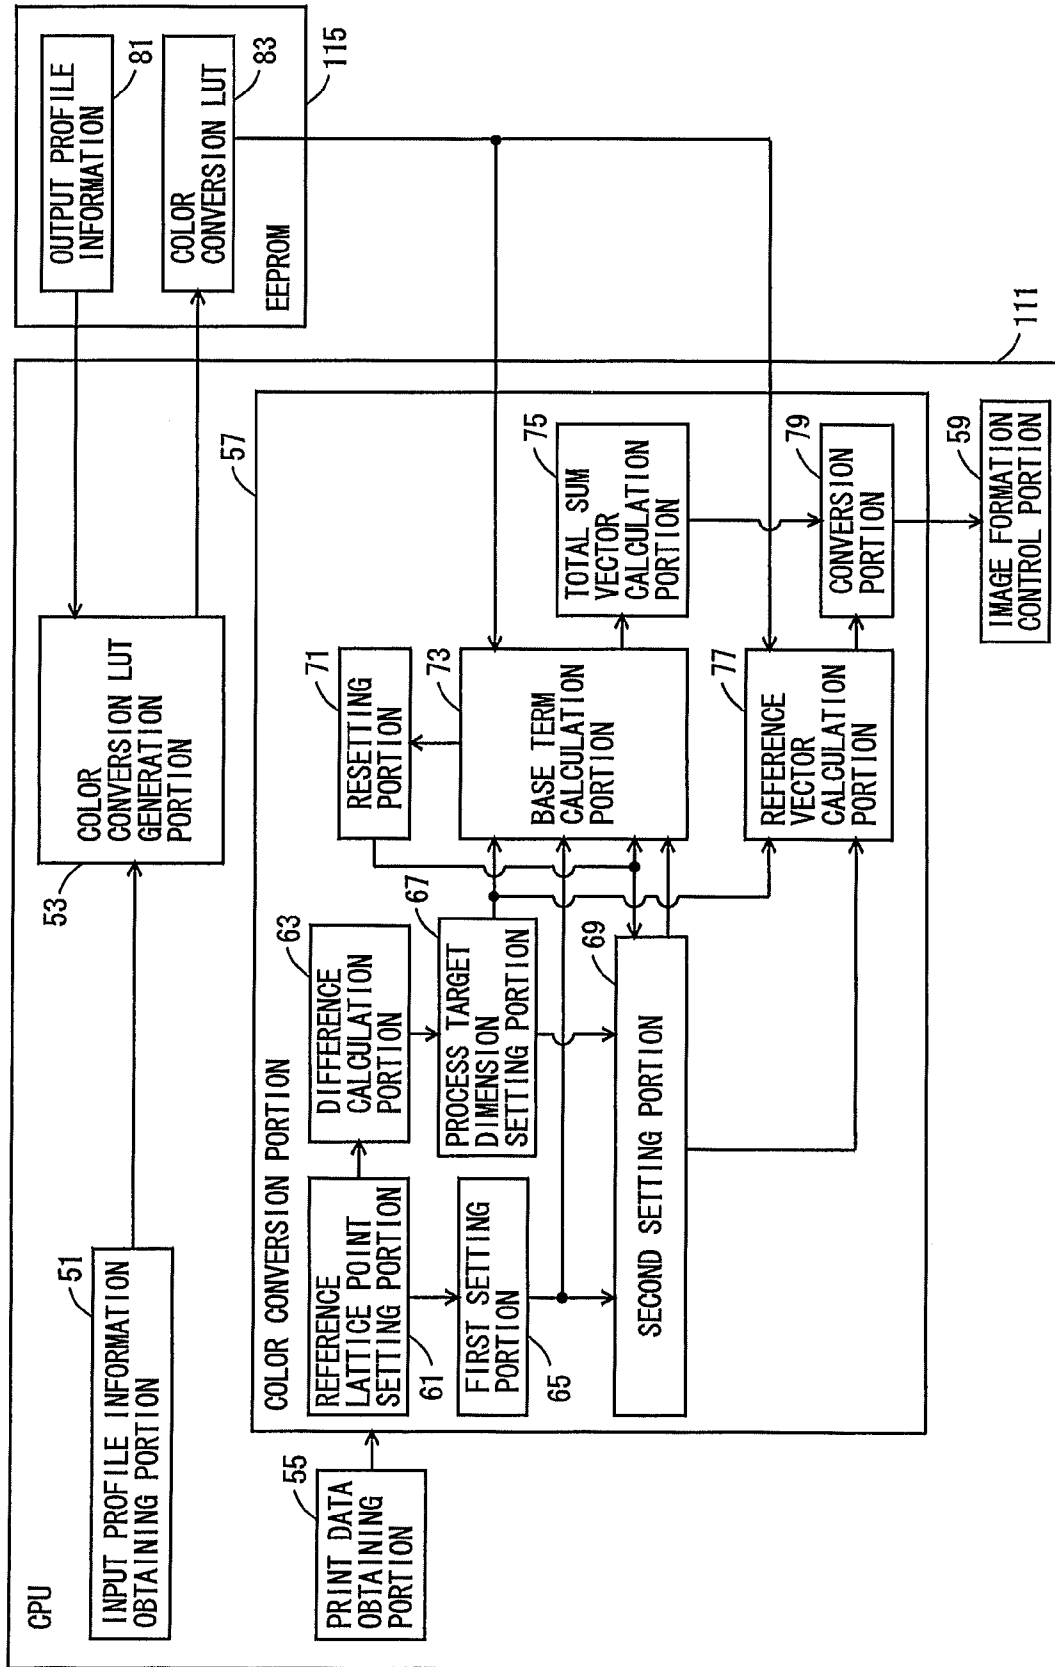 CPU
INPUT PROFILE INFORMATION
OBTAINING PORTION
51
COLOR
CONVERSION LUT
GENERATION
PORTION
53
OUTPUT PROFILE
INFORMATION
81
COLOR
CONVERSION LUT
83
EEPROM
115
PRINT DATA
OBTAINING
PORTION
55
COLOR CONVERSION PORTION
57
REFERENCE
LATTICE POINT
SETTING PORTION
61
DIFFERENCE
CALCULATION
PORTION
63
FIRST SETTING
PORTION
65
PROCESS TARGET
DIMENSION
SETTING PORTION
67
SECOND SETTING PORTION
69
RESETTING
PORTION
71
BASE TERM
CALCULATION
PORTION
73
TOTAL SUM
VECTOR
CALCULATION
PORTION
75
REFERENCE
VECTOR
CALCULATION
PORTION
77
CONVERSION
PORTION
79
IMAGE FORMATION
CONTROL PORTION
59
111